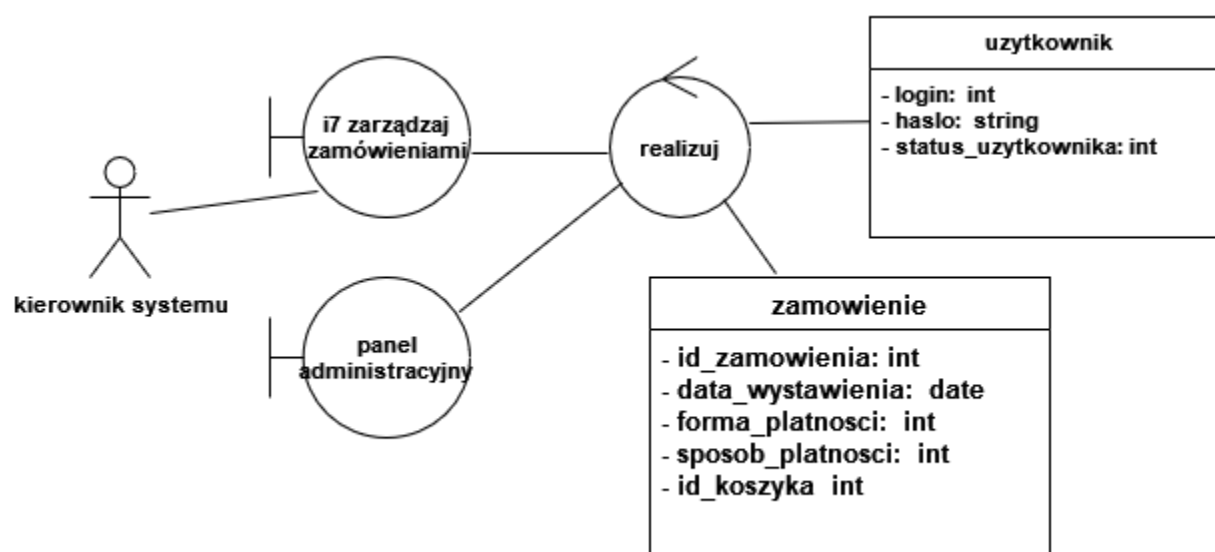 uzytkownik
- login: int
- haslo: string
- status_uzytkownika: int
i7 zarządzaj
zamówieniami
realizuj
kierownik systemu
panel
administracyjny
zamowienie
- id_zamowienia: int
- data_wystawienia: date
- forma_platnosci: int
- sposob_platnosci: int
- id_koszyka int